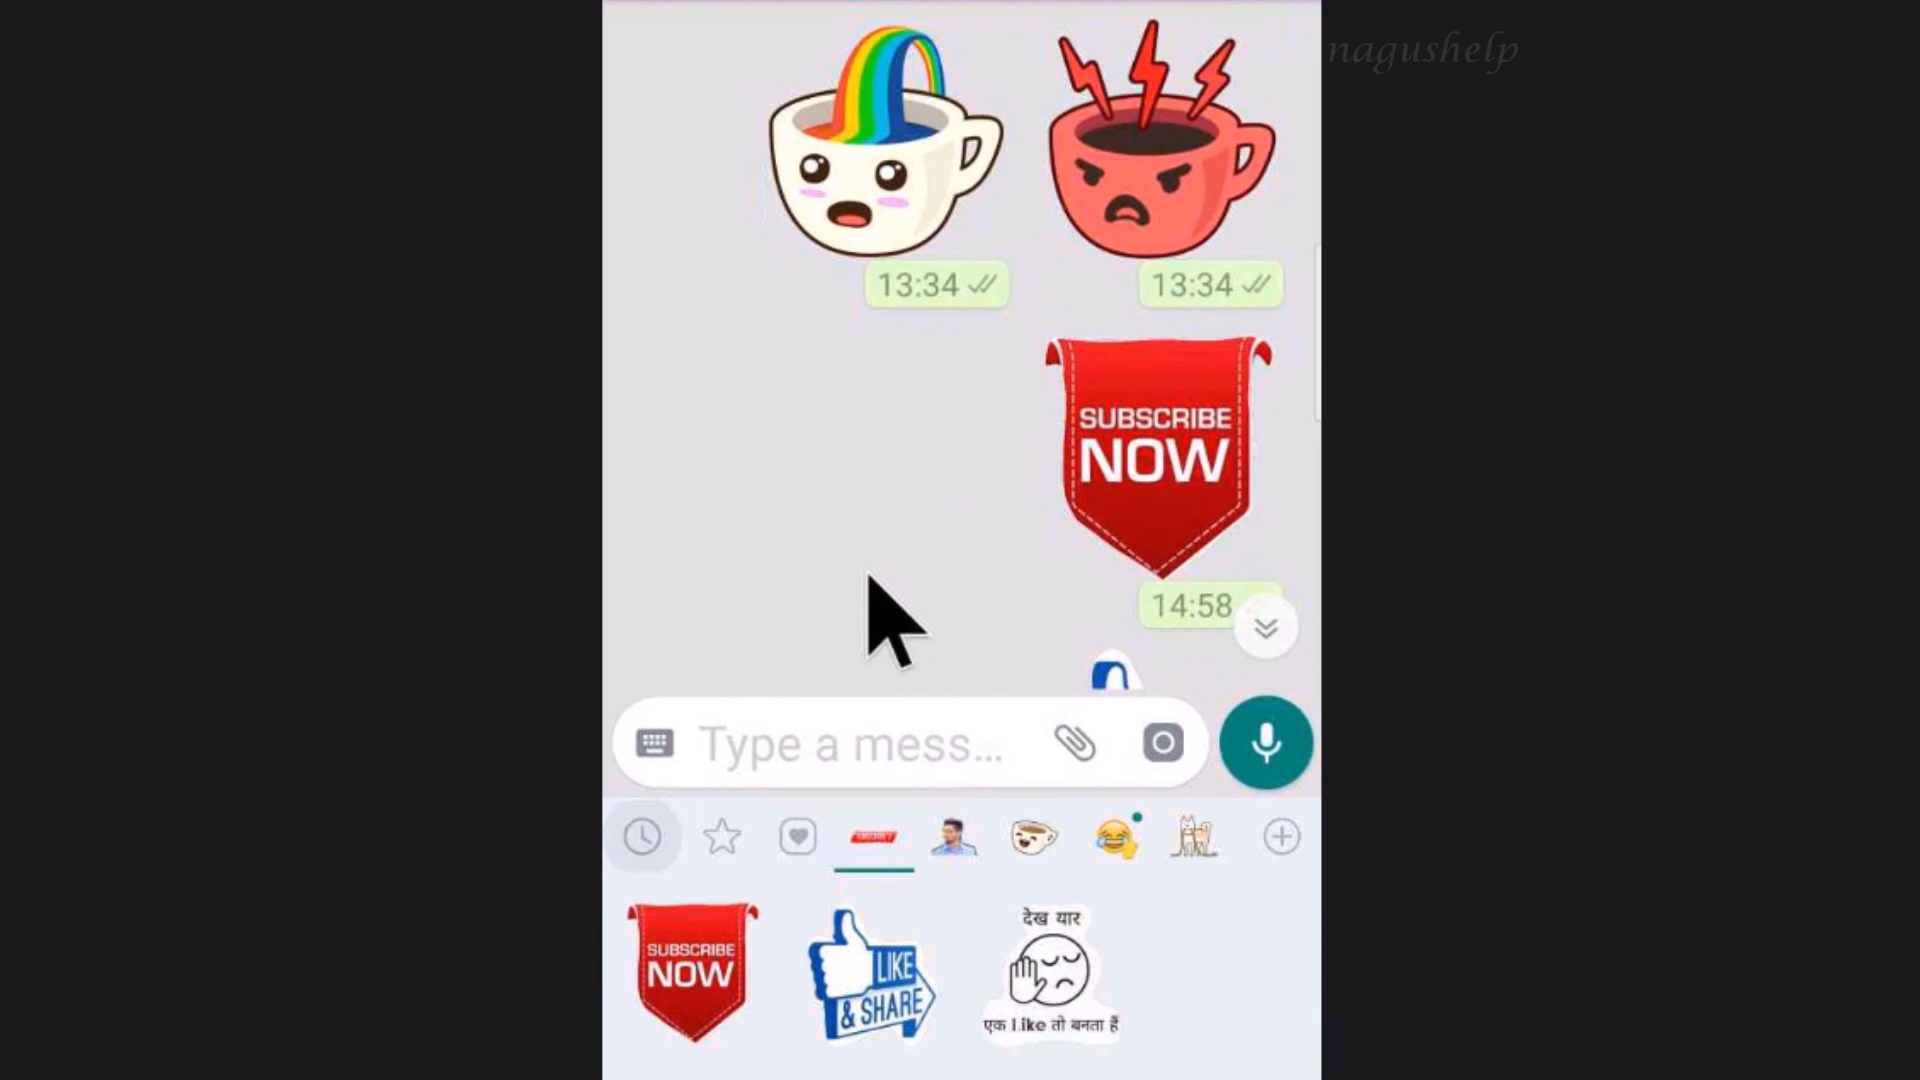 nagushelp
13:34
13:34
SUBSCRIBE
NOW
14:58
Type a mess...
SUBSCRIBE
NOW
LIKE
& SHARE
देख यार
एक Like तो बनता हैं